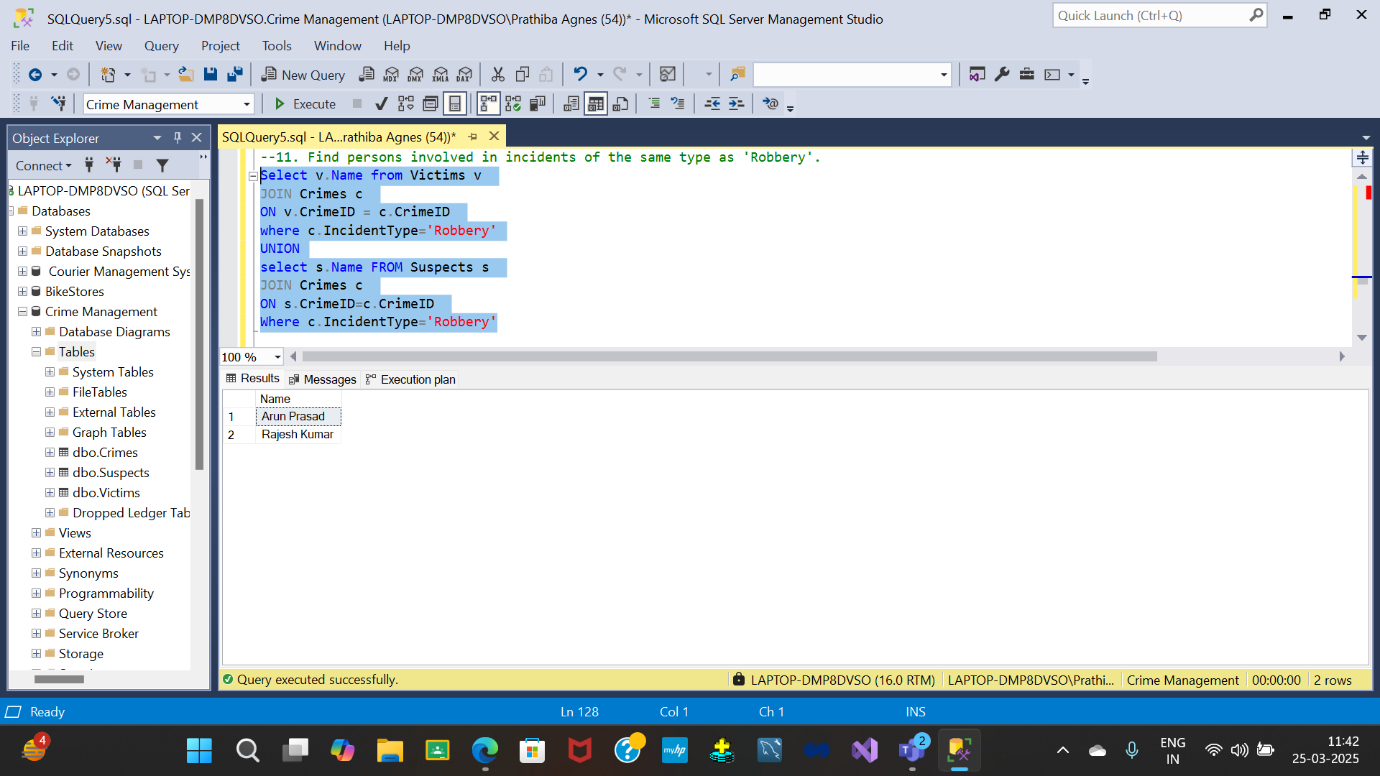 SQLQuery5.sql - LAPTOP-DMP8DVSO.Crime Management (LAPTOP-DMP8DVSO\Prathiba Agnes (54))* - Microsoft SQL Server Management Studio
Quick Launch (Ctrl+Q)
File Edit View Query Project Tools Window Help
New Query MDX DMX XMLA DAX
Crime Management Execute
Object Explorer
SQLQuery5.sql - LA...rathiba Agnes (54))*
Connect
LAPTOP-DMP8DVSO (SQL Ser
Databases
System Databases
Database Snapshots
Courier Management Sys
BikeStores
Crime Management
Database Diagrams
Tables
System Tables
FileTables
External Tables
Graph Tables
dbo.Crimes
dbo.Suspects
dbo.Victims
Dropped Ledger Tab
Views
External Resources
Synonyms
Programmability
Query Store
Service Broker
Storage
--11. Find persons involved in incidents of the same type as 'Robbery'.
Select v.Name from Victims v
JOIN Crimes c
ON v.CrimeID = c.CrimeID
where c.IncidentType='Robbery'
UNION
select s.Name FROM Suspects s
JOIN Crimes c
ON s.CrimeID=c.CrimeID
Where c.IncidentType='Robbery'
100 %
Results Messages Execution plan
Name
1 Arun Prasad
2 Rajesh Kumar
Query executed successfully. LAPTOP-DMP8DVSO (16.0 RTM) LAPTOP-DMP8DVSO\Prathi... Crime Management 00:00:00 2 rows
Ready Ln 128 Col 1 Ch 1 INS
4
myhp
2
ENG
IN
11:42
25-03-2025